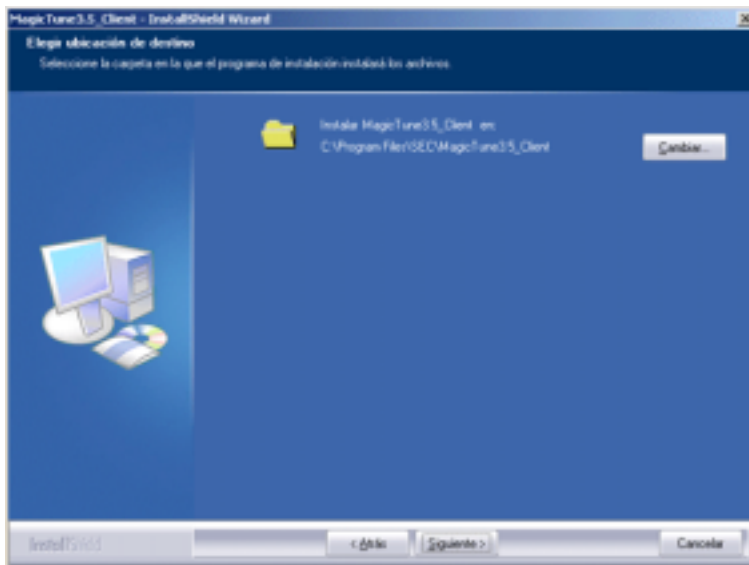 MagicTune3.5_Client - InstallShield Wizard
Elegir ubicación de destino
Seleccione la carpeta en la que el programa de instalación instalará los archivos.
Instalar MagicTune3.5_Client en:
C:\Program Files\SEC\MagicTune3.5_Client
Cambiar...
InstallShield
< Atrás
Siguiente >
Cancelar